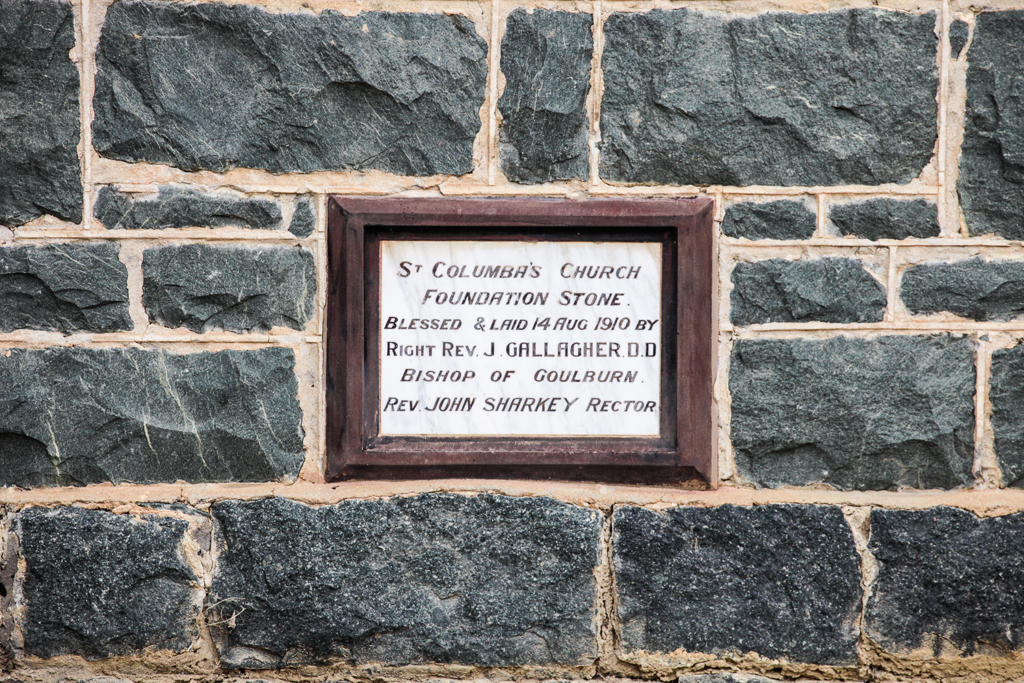 ST COLUMBA'S CHURCH
FOUNDATION STONE.
BLESSED & LAID 14 AUG 1910 BY
RIGHT REV. J. GALLAGHER. D.D
BISHOP OF GOULBURN.
REV. JOHN SHARKEY RECTOR